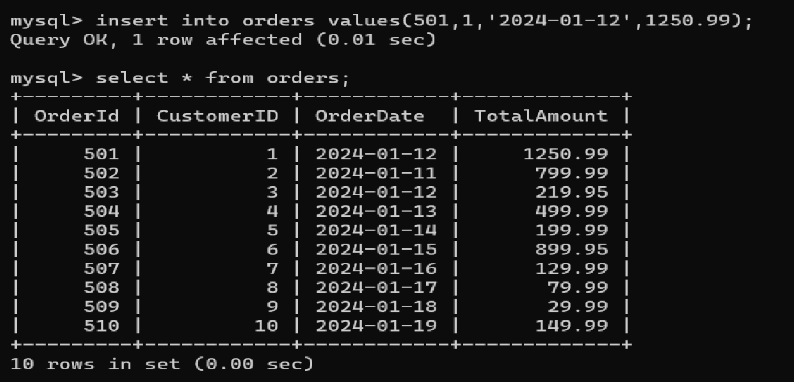 mysql> insert into orders values(501,1,'2024-01-12',1250.99);
Query OK, 1 row affected (0.01 sec)
mysql> select * from orders;
+---------+------------+------------+-------------+
| OrderId | CustomerID | OrderDate  | TotalAmount |
+---------+------------+------------+-------------+
|     501 |          1 | 2024-01-12 |     1250.99 |
|     502 |          2 | 2024-01-11 |      799.99 |
|     503 |          3 | 2024-01-12 |      219.95 |
|     504 |          4 | 2024-01-13 |      499.99 |
|     505 |          5 | 2024-01-14 |      199.99 |
|     506 |          6 | 2024-01-15 |      899.95 |
|     507 |          7 | 2024-01-16 |      129.99 |
|     508 |          8 | 2024-01-17 |       79.99 |
|     509 |          9 | 2024-01-18 |       29.99 |
|     510 |         10 | 2024-01-19 |      149.99 |
+---------+------------+------------+-------------+
10 rows in set (0.00 sec)